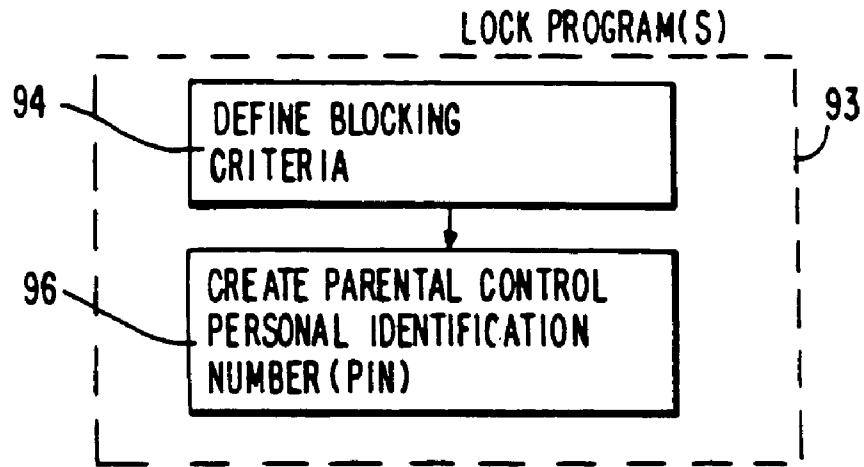 LOCK PROGRAM(S)
94
DEFINE BLOCKING
CRITERIA
93
96
CREATE PARENTAL CONTROL
PERSONAL IDENTIFICATION
NUMBER (PIN)